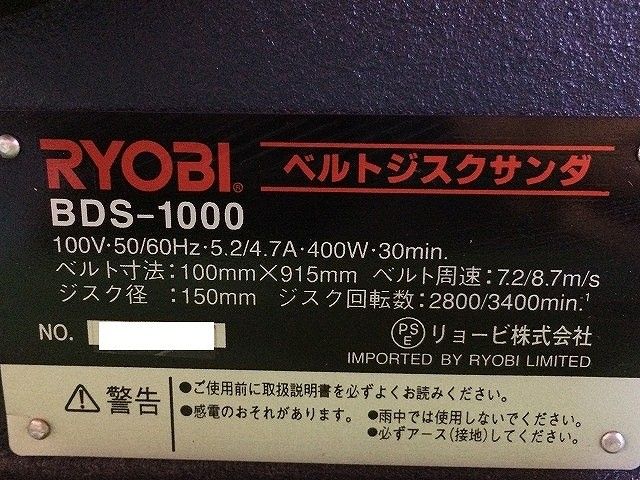 RYOBI® ベルトジスクサンダ
BDS-1000
100V·50/60Hz·5.2/4.7A·400W·30min.
ベルト寸法:100mm×915mm ベルト周速:7.2/8.7m/s
ジスク径 :150mm ジスク回転数:2800/3400min.¹
NO. PSE リョービ株式会社
IMPORTED BY RYOBI LIMITED
警告
●ご使用前に取扱説明書を必ずよくお読みください。
●感電のおそれがあります。 ●雨中では使用しないでください。
●必ずアース(接地)してください。